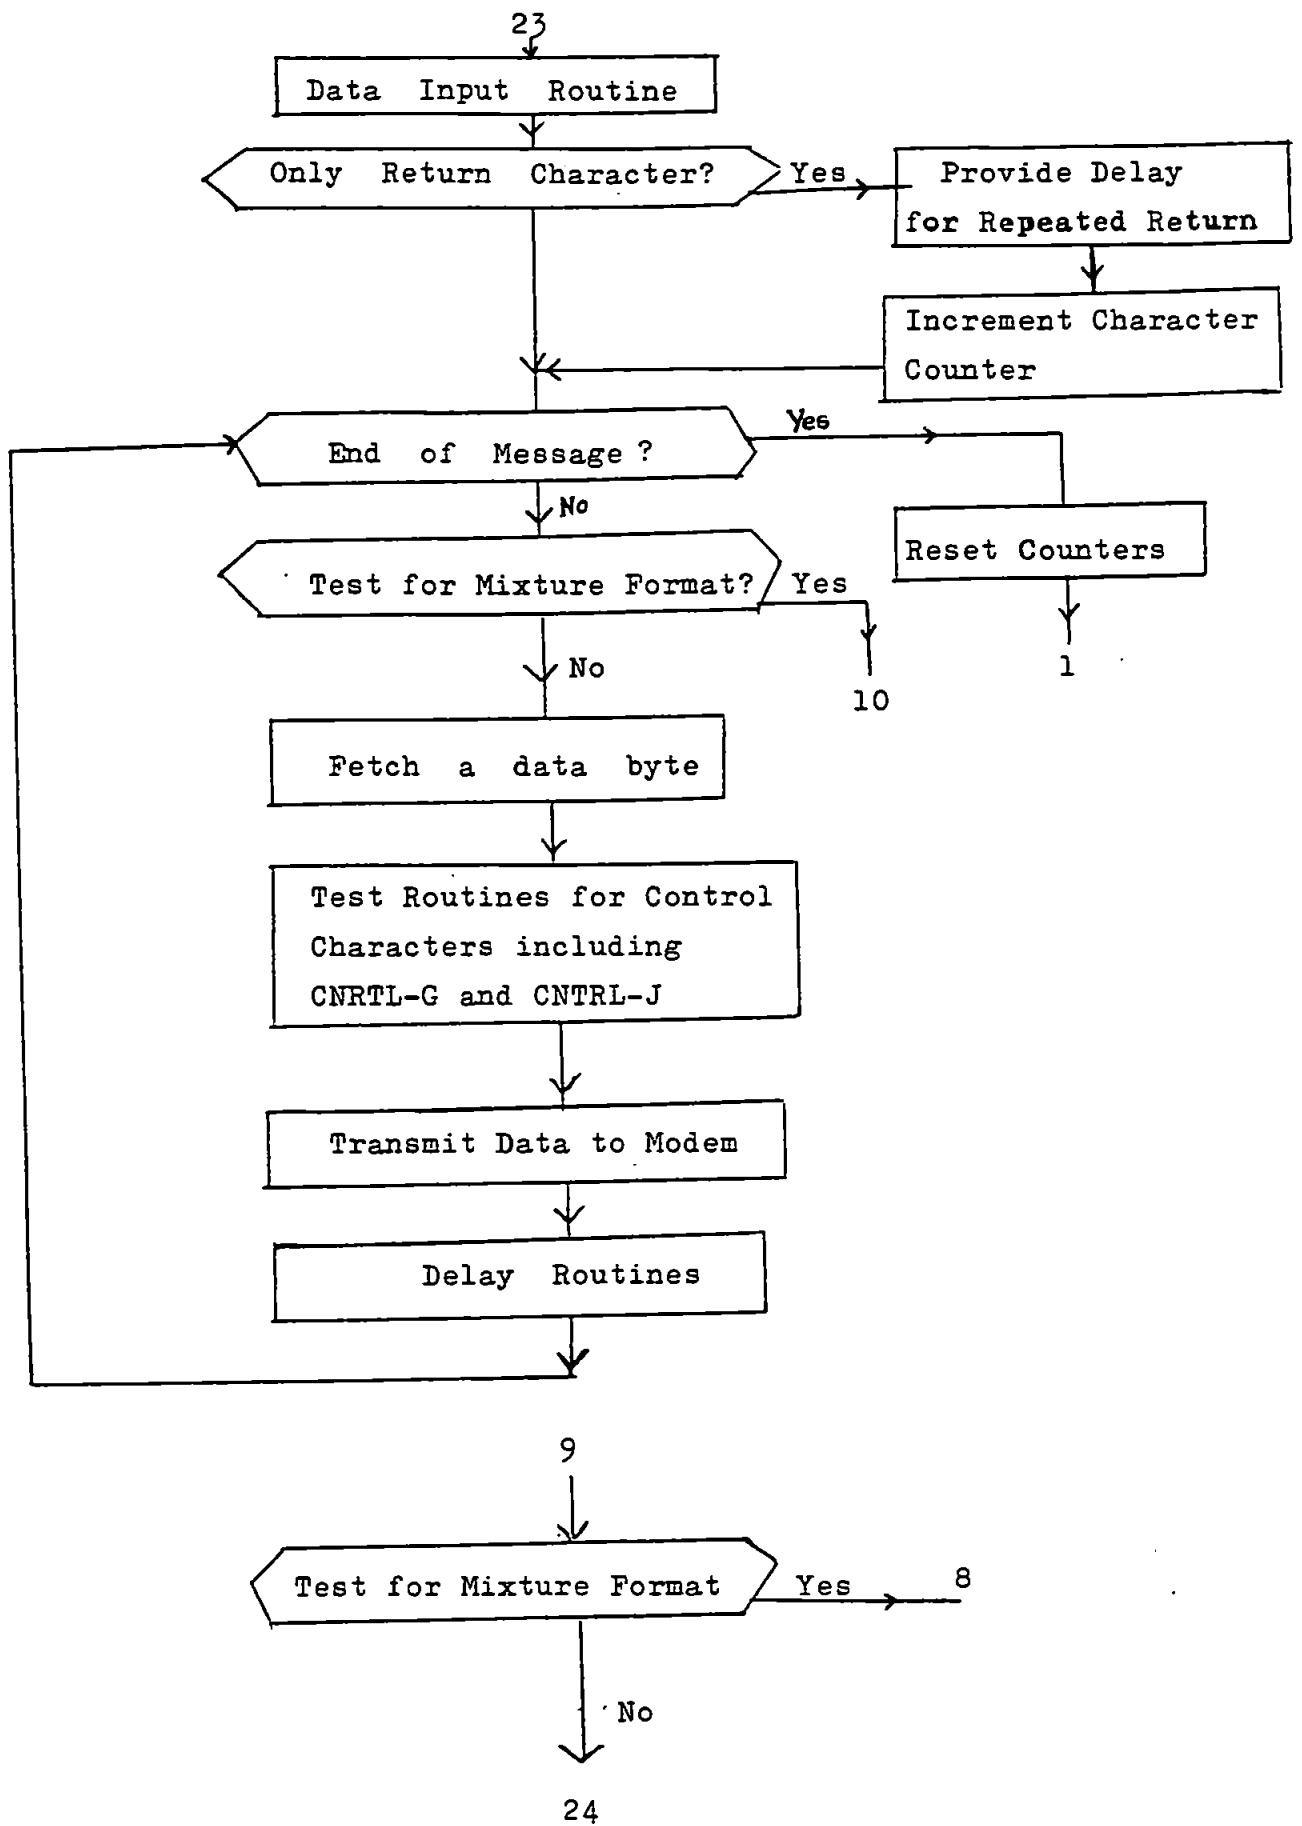 23
Data Input Routine
Only Return Character?
Yes
Provide Delay
for Repeated Return
Increment Character
Counter
End of Message?
Yes
No
Reset Counters
1
Test for Mixture Format?
Yes
10
No
Fetch a data byte
Test Routines for Control
Characters including
CNRTL-G and CNTRL-J
Transmit Data to Modem
Delay Routines
9
Test for Mixture Format
Yes
8
No
24